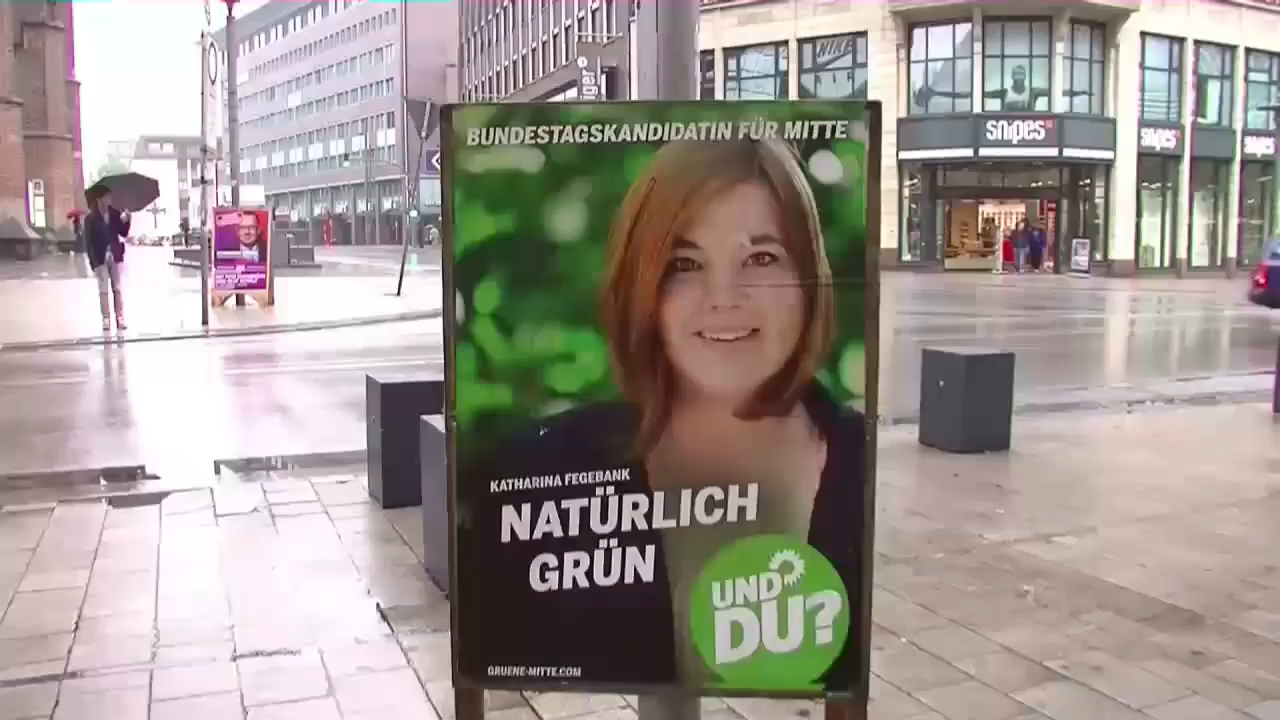 BUNDESTAGSKANDIDATIN FÜR MITTE
KATHARINA FEGEBANK
NATÜRLICH
GRÜN
UND
DU?
GRUENE-MITTE.COM
snipes
snipes
snipes
NIKE